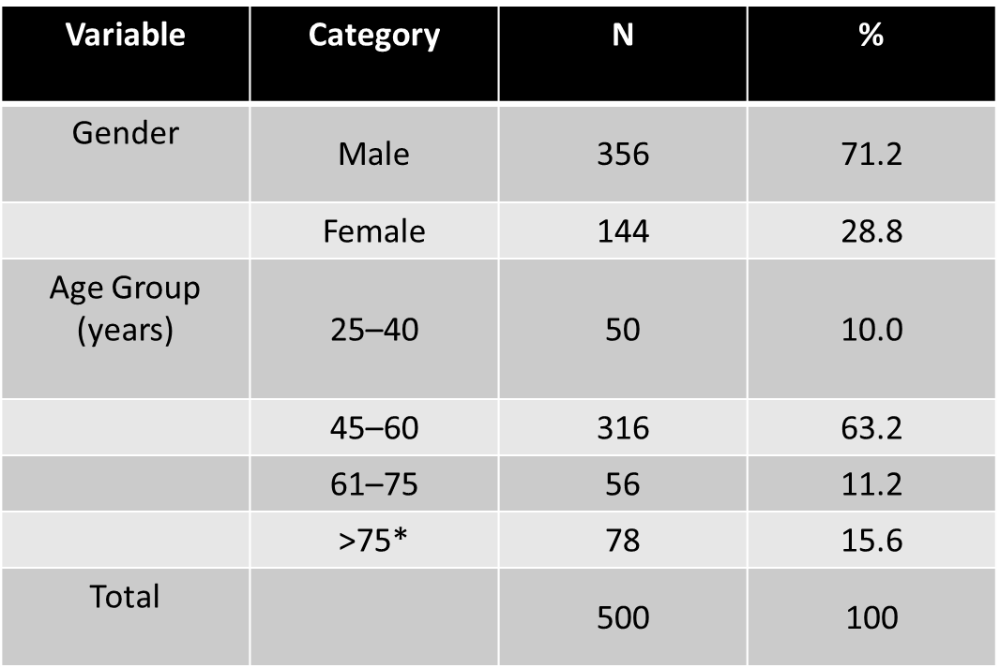 Variable Category N %
Gender Male 356 71.2
Female 144 28.8
Age Group
(years) 25–40 50 10.0
45–60 316 63.2
61–75 56 11.2
>75* 78 15.6
Total 500 100